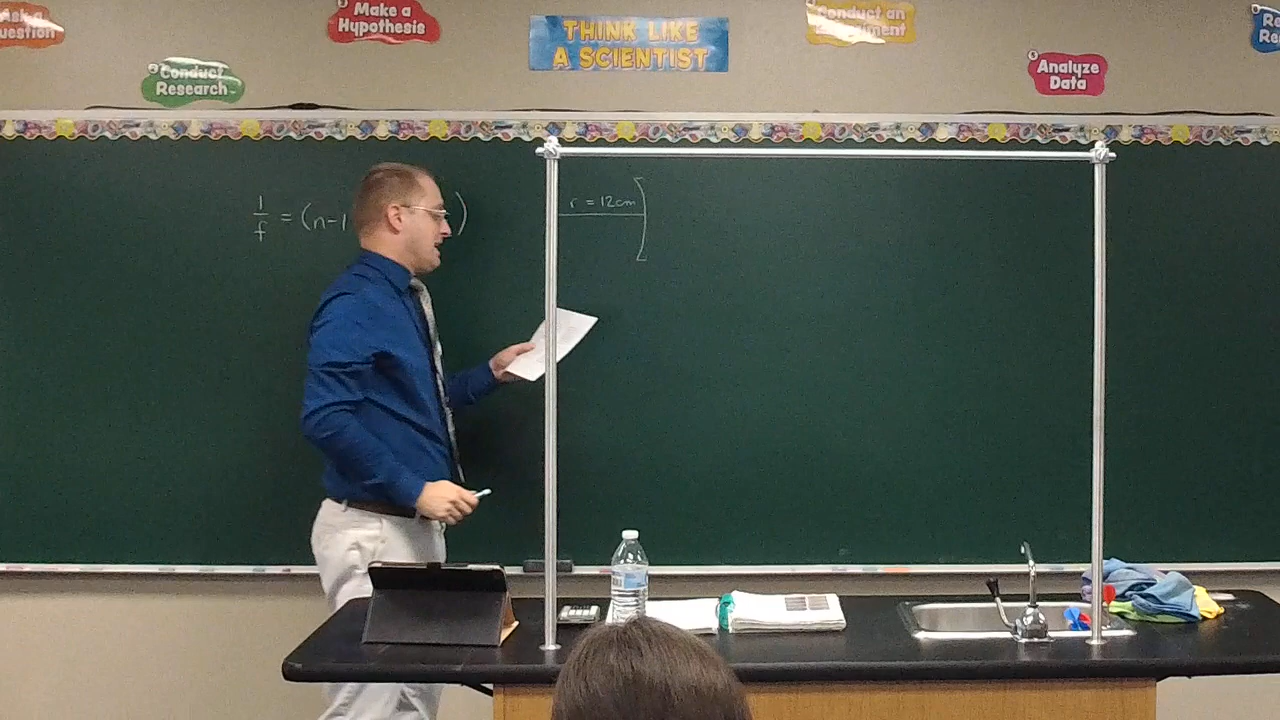 Make a
Hypothesis
THINK LIKE
A SCIENTIST
Conduct an
Conduct
Research
Analyze
Data
1/f = (n-1 )
r = 12cm